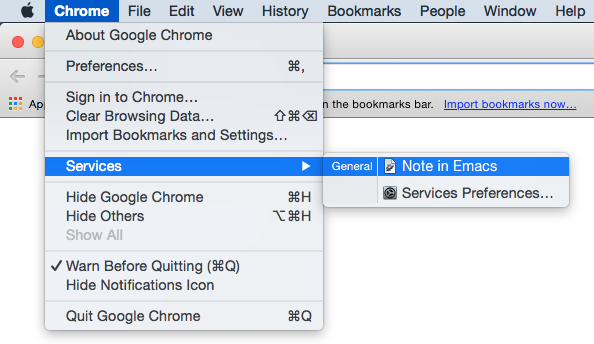 Chrome File Edit View History Bookmarks People Window Help
About Google Chrome
Preferences… ⌘,
Sign in to Chrome…
Clear Browsing Data… ⇧⌘⌫
n the bookmarks bar. Import bookmarks now…
Import Bookmarks and Settings…
Services ▶ General Note in Emacs
Services Preferences…
Hide Google Chrome ⌘H
Hide Others ⌥⌘H
Show All
✓ Warn Before Quitting (⌘Q)
Hide Notifications Icon
Quit Google Chrome ⌘Q